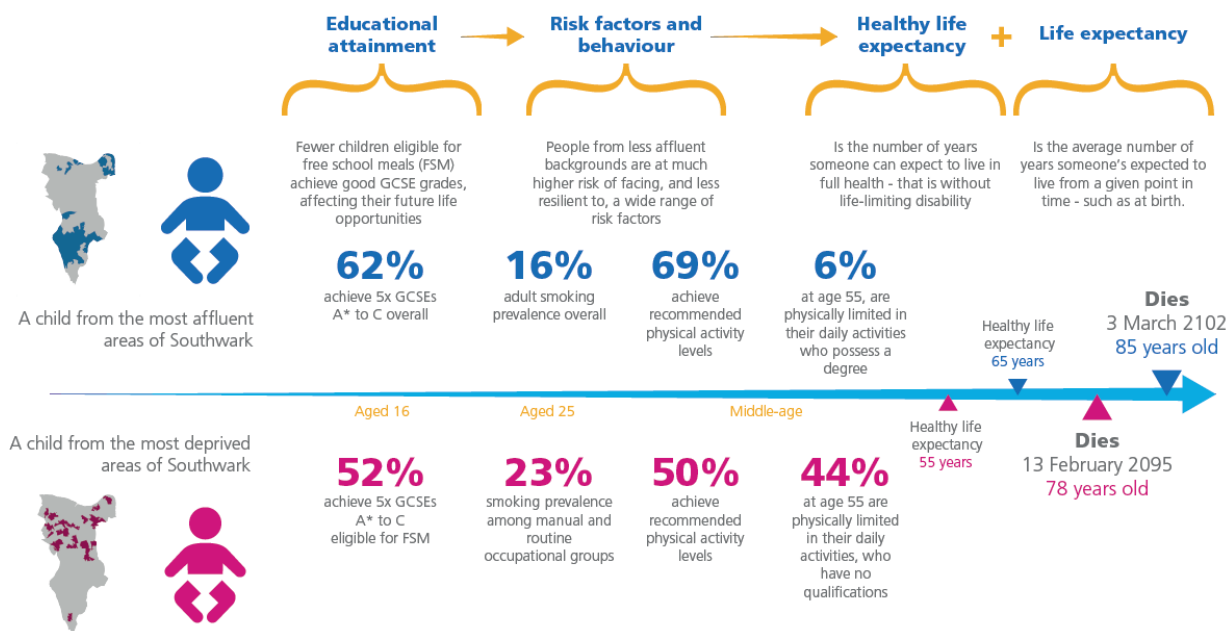 Educational
attainment
Risk factors and
behaviour
Healthy life
expectancy
+
Life expectancy
Fewer children eligible for
free school meals (FSM)
achieve good GCSE grades,
affecting their future life
opportunities
People from less affluent
backgrounds are at much
higher risk of facing, and less
resilient to, a wide range of
risk factors
Is the number of years
someone can expect to live in
full health - that is without
life-limiting disability
Is the average number of
years someone's expected to
live from a given point in
time - such as at birth.
A child from the most affluent
areas of Southwark
62%
achieve 5x GCSEs
A* to C overall
16%
adult smoking
prevalence overall
69%
achieve
recommended
physical activity
levels
6%
at age 55, are
physically limited in
their daily activities
who possess a
degree
Healthy life
expectancy
65 years
Dies
3 March 2102
85 years old
Aged 16
Aged 25
Middle-age
A child from the most deprived
areas of Southwark
52%
achieve 5x GCSEs
A* to C
eligible for FSM
23%
smoking prevalence
among manual and
routine
occupational groups
50%
achieve
recommended
physical activity
levels
44%
at age 55 are
physically limited
in their daily
activities, who
have no
qualifications
Healthy life
expectancy
55 years
Dies
13 February 2095
78 years old